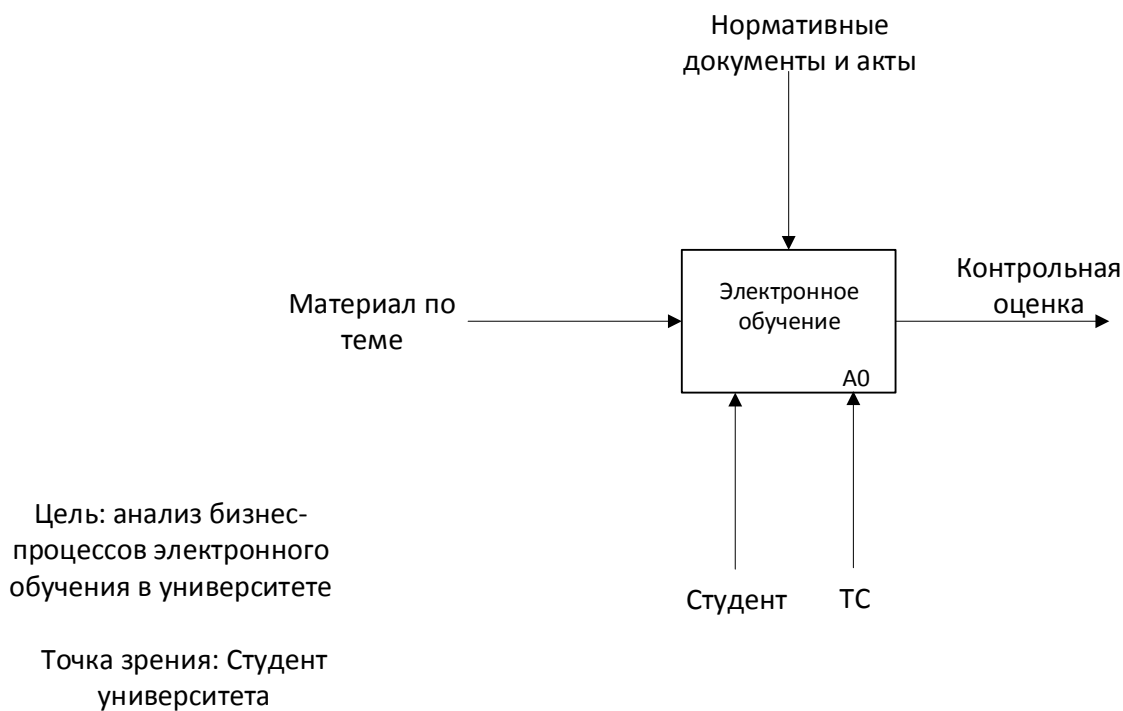 Нормативные
документы и акты
Материал по
теме
Электронное
обучение
А0
Контрольная
оценка
Студент
ТС
Цель: анализ бизнес-
процессов электронного
обучения в университете
Точка зрения: Студент
университета